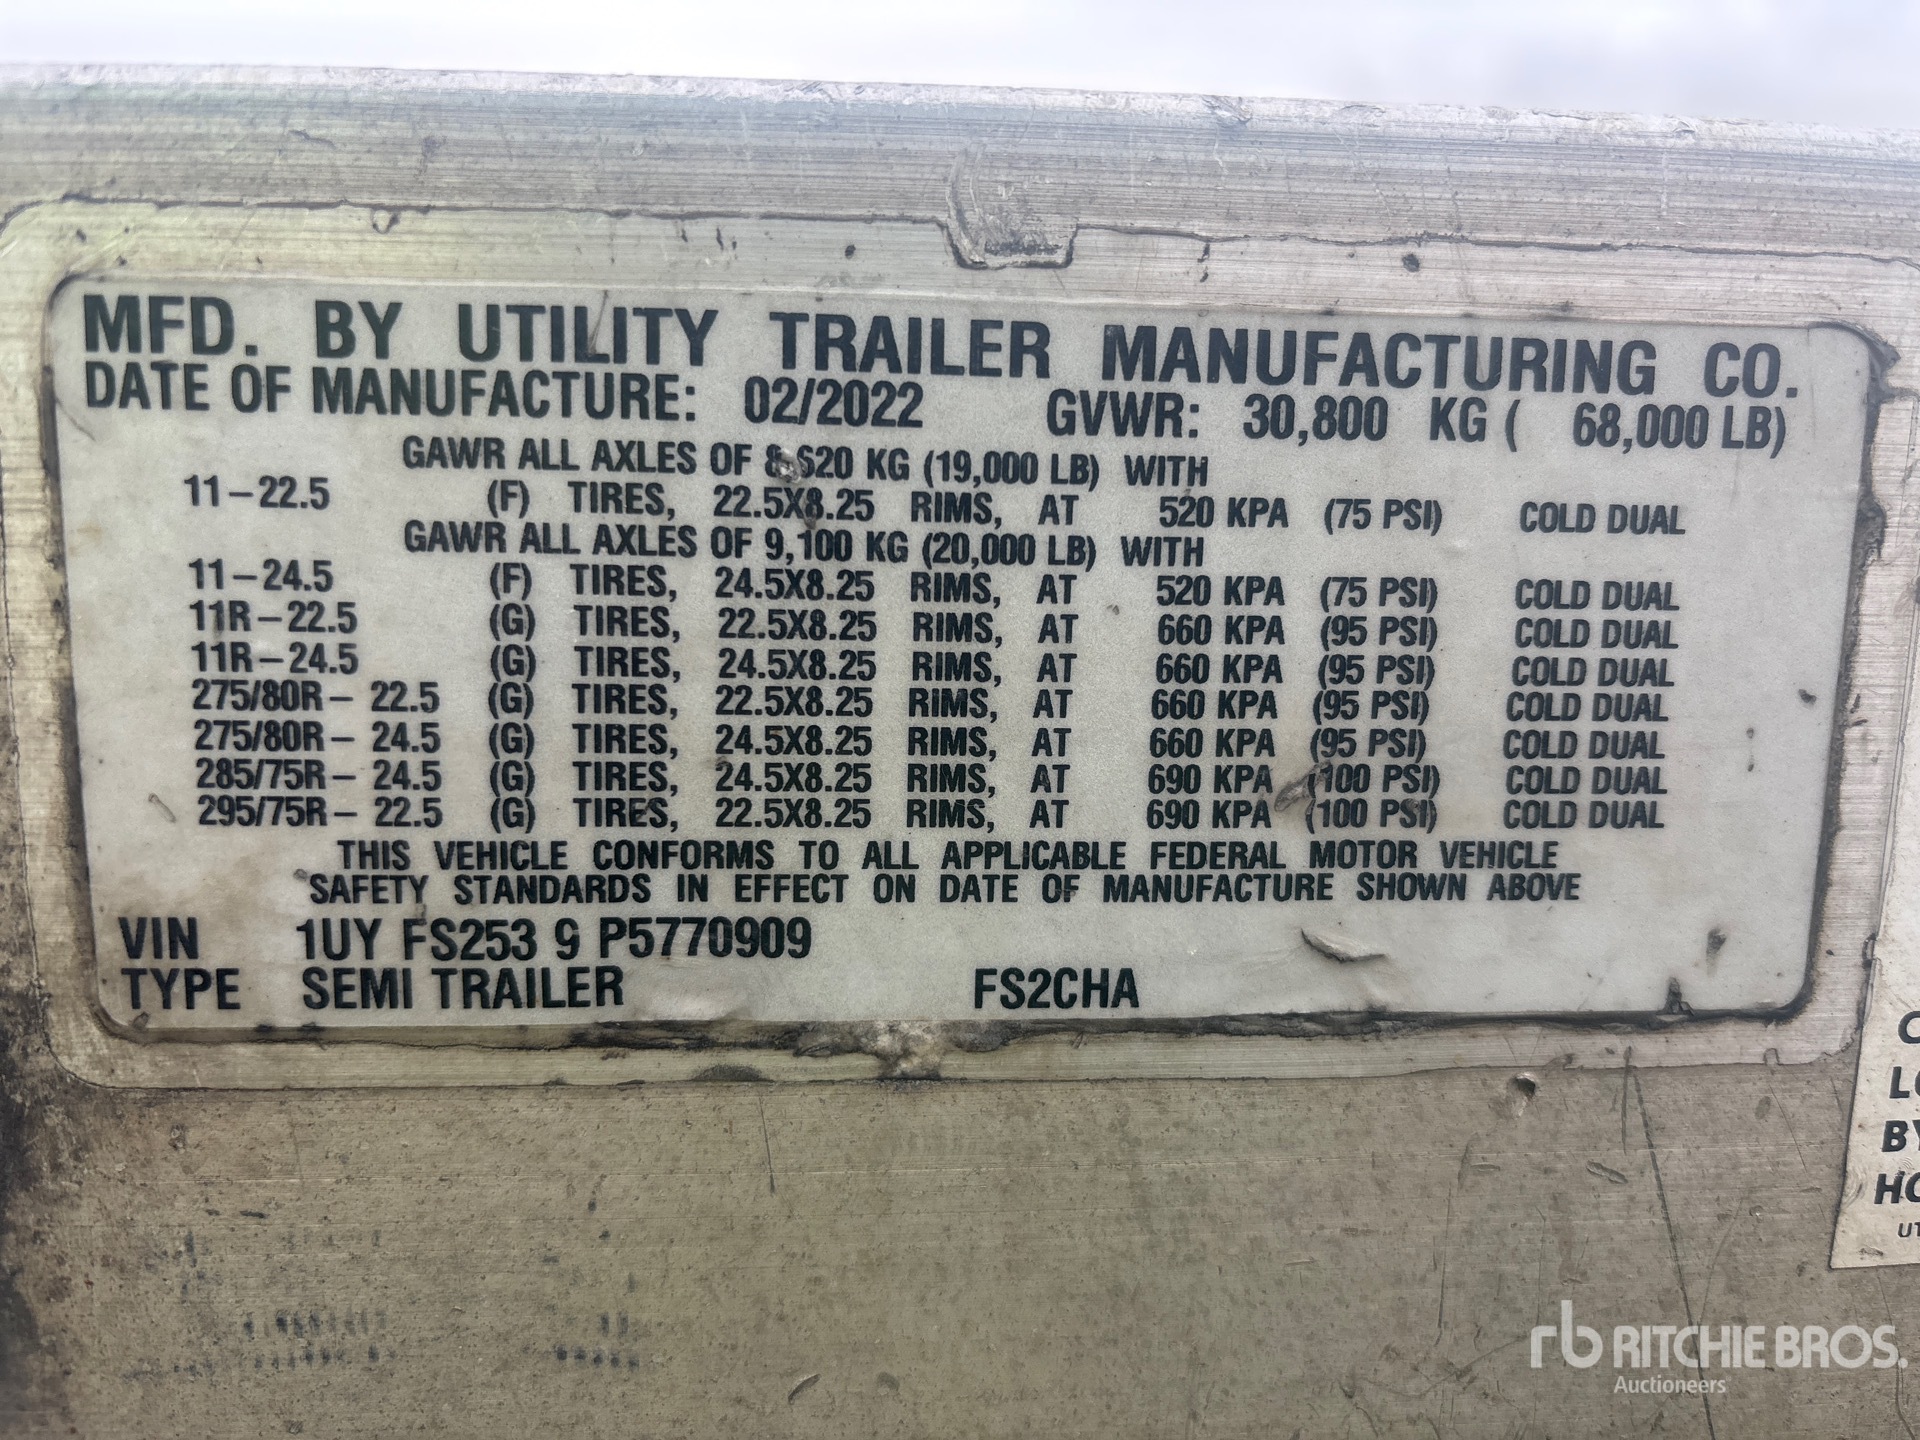 MFD. BY UTILITY TRAILER MANUFACTURING CO.
DATE OF MANUFACTURE: 02/2022 GVWR: 30,800 KG ( 68,000 LB)
GAWR ALL AXLES OF 8,620 KG (19,000 LB) WITH
11-22.5 (F) TIRES, 22.5X8.25 RIMS, AT 520 KPA (75 PSI) COLD DUAL
GAWR ALL AXLES OF 9,100 KG (20,000 LB) WITH
11-24.5 (F) TIRES, 24.5X8.25 RIMS, AT 520 KPA (75 PSI) COLD DUAL
11R-22.5 (G) TIRES, 22.5X8.25 RIMS, AT 660 KPA (95 PSI) COLD DUAL
11R-24.5 (G) TIRES, 24.5X8.25 RIMS, AT 660 KPA (95 PSI) COLD DUAL
275/80R- 22.5 (G) TIRES, 22.5X8.25 RIMS, AT 660 KPA (95 PSI) COLD DUAL
275/80R- 24.5 (G) TIRES, 24.5X8.25 RIMS, AT 660 KPA (95 PSI) COLD DUAL
285/75R- 24.5 (G) TIRES, 24.5X8.25 RIMS, AT 690 KPA (100 PSI) COLD DUAL
295/75R- 22.5 (G) TIRES, 22.5X8.25 RIMS, AT 690 KPA (100 PSI) COLD DUAL
THIS VEHICLE CONFORMS TO ALL APPLICABLE FEDERAL MOTOR VEHICLE
SAFETY STANDARDS IN EFFECT ON DATE OF MANUFACTURE SHOWN ABOVE
VIN 1UY FS253 9 P5770909
TYPE SEMI TRAILER FS2CHA
rb RITCHIE BROS.
Auctioneers